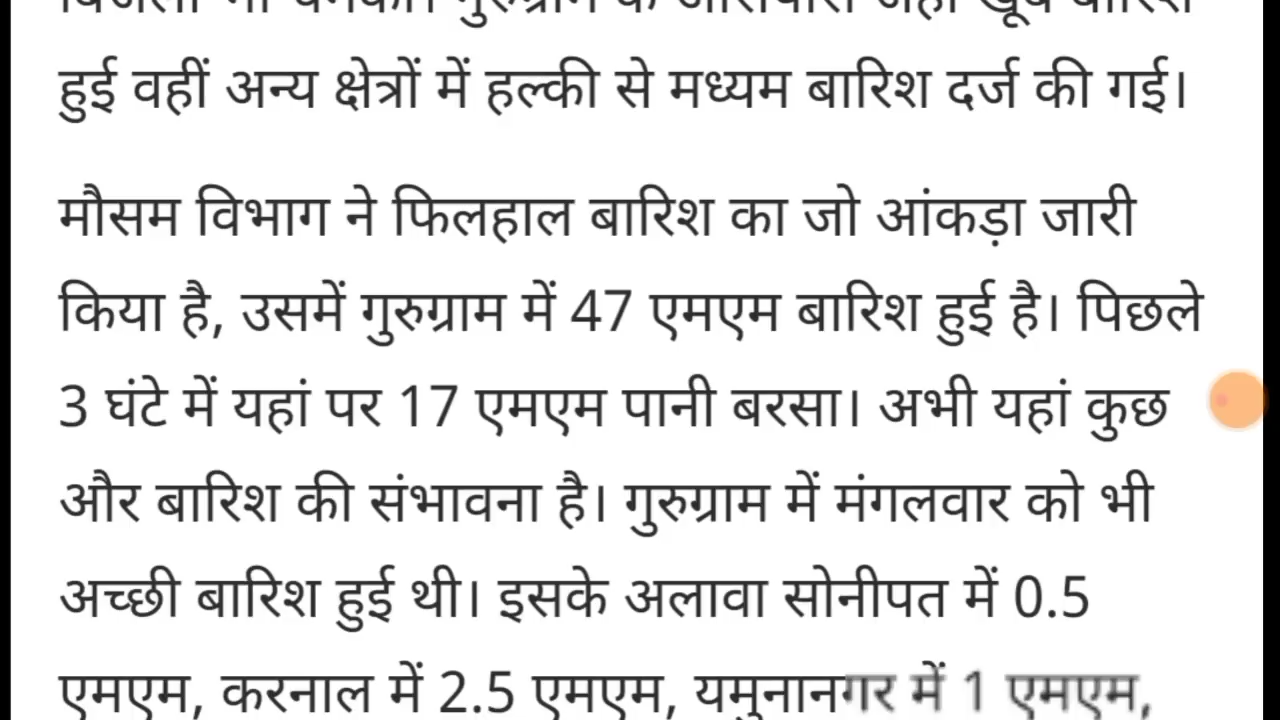 हुई वहीं अन्य क्षेत्रों में हल्की से मध्यम बारिश दर्ज की गई।
मौसम विभाग ने फिलहाल बारिश का जो आंकड़ा जारी
किया है, उसमें गुरुग्राम में 47 एमएम बारिश हुई है। पिछले
3 घंटे में यहां पर 17 एमएम पानी बरसा। अभी यहां कुछ
और बारिश की संभावना है। गुरुग्राम में मंगलवार को भी
अच्छी बारिश हुई थी। इसके अलावा सोनीपत में 0.5
एमएम, करनाल में 2.5 एमएम, यमुनानगर में 1 एमएम,